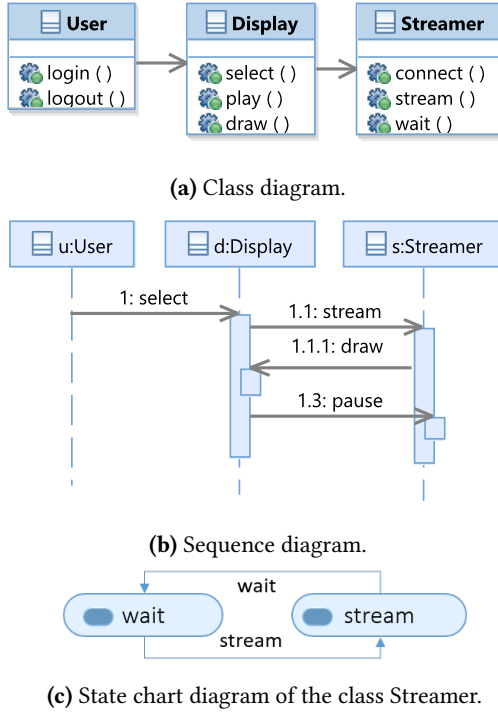 User Display Streamer
login ( ) select ( ) connect ( )
logout ( ) play ( ) stream ( )
draw ( ) wait ( )
(a) Class diagram.
u:User d:Display s:Streamer
1: select
1.1: stream
1.1.1: draw
1.3: pause
(b) Sequence diagram.
wait
wait stream
stream
(c) State chart diagram of the class Streamer.